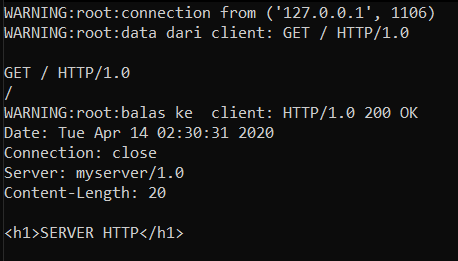 WARNING:root:connection from ('127.0.0.1', 1106)
WARNING:root:data dari client: GET / HTTP/1.0
GET / HTTP/1.0
/
WARNING:root:balas ke  client: HTTP/1.0 200 OK
Date: Tue Apr 14 02:30:31 2020
Connection: close
Server: myserver/1.0
Content-Length: 20
<h1>SERVER HTTP</h1>